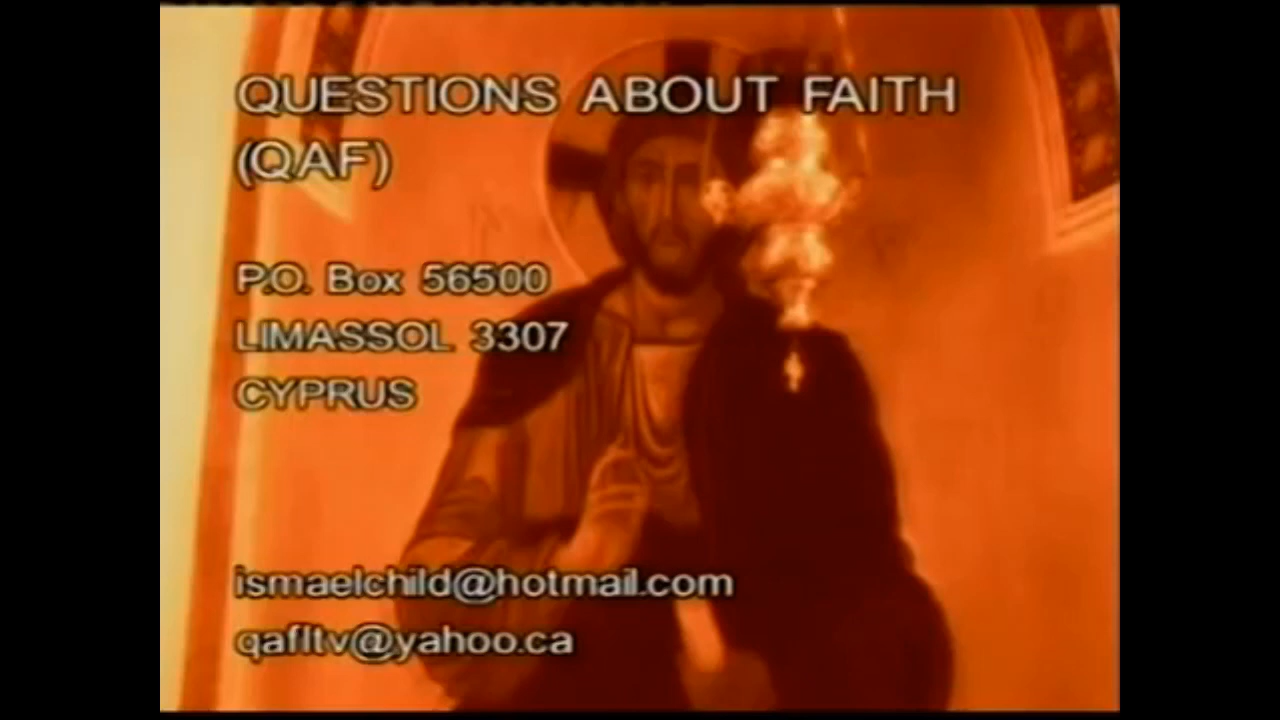 QUESTIONS ABOUT FAITH
(QAF)
P.O. Box 56500
LIMASSOL 3307
CYPRUS
ismaelchild@hotmail.com
qafltv@yahoo.ca